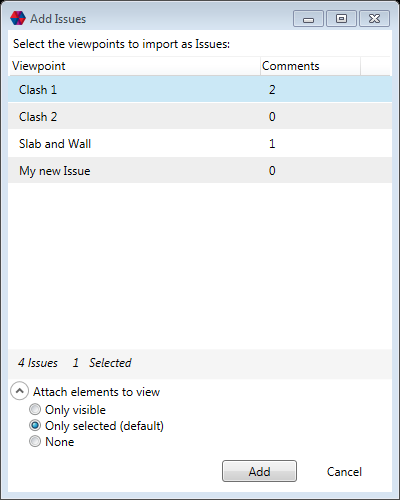 Add Issues
Select the viewpoints to import as Issues:
Viewpoint Comments
Clash 1 2
Clash 2 0
Slab and Wall 1
My new Issue 0
4 Issues 1 Selected
Attach elements to view
Only visible
Only selected (default)
None
Add Cancel